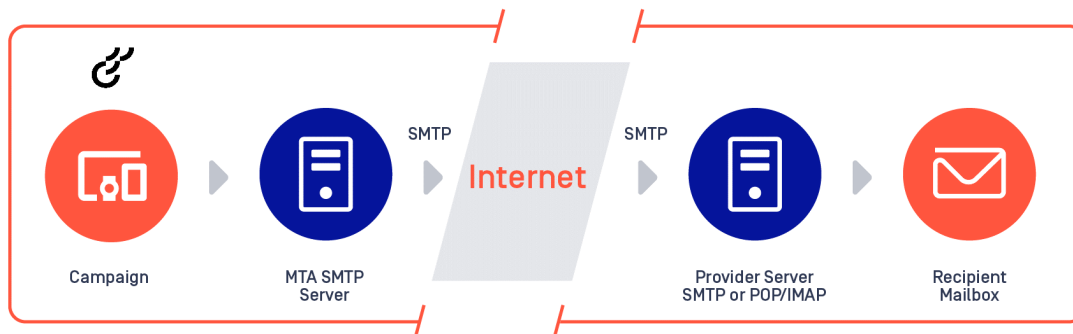 SMTP
SMTP
Internet
Campaign
MTA SMTP
Server
Provider Server
SMTP or POP/IMAP
Recipient
Mailbox